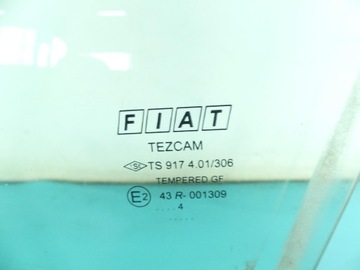 FIAT
TEZCAM
TS 917 4.01/306
TEMPERED GF
E2 43 R-001309
4